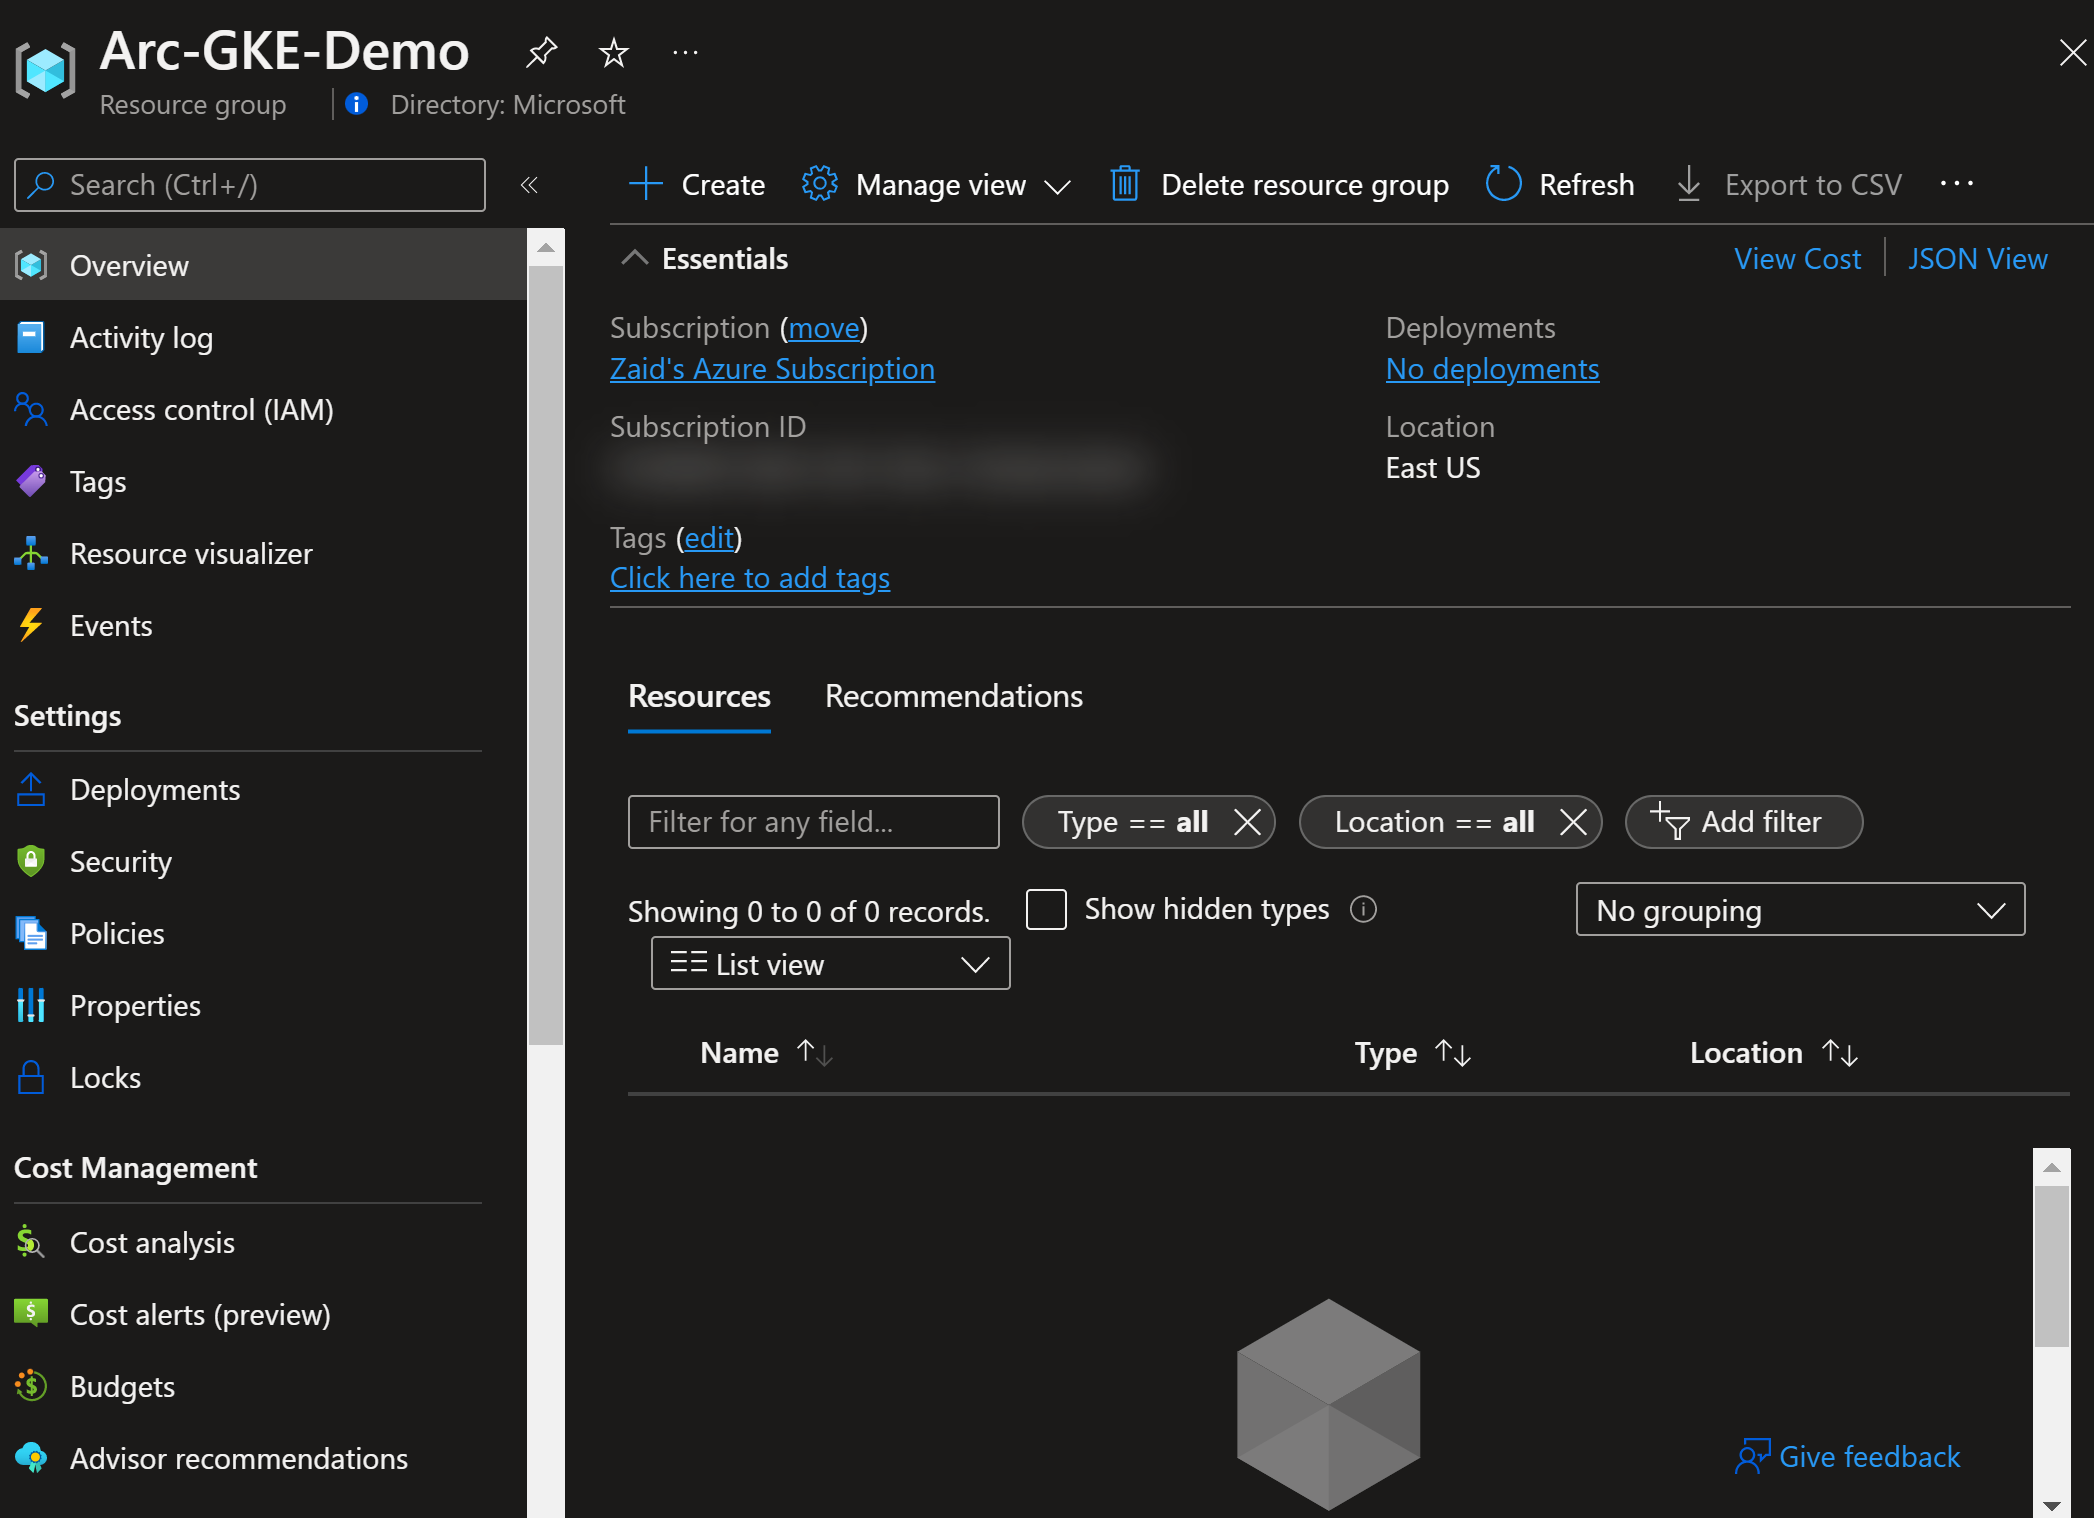 Arc-GKE-Demo
Resource group
Directory: Microsoft
Search (Ctrl+/)
Overview
Activity log
Access control (IAM)
Tags
Resource visualizer
Events
Settings
Deployments
Security
Policies
Properties
Locks
Cost Management
Cost analysis
Cost alerts (preview)
Budgets
Advisor recommendations
Create
Manage view
Delete resource group
Refresh
Export to CSV
Essentials
View Cost
JSON View
Subscription (move)
Zaid's Azure Subscription
Deployments
No deployments
Subscription ID
Location
East US
Tags (edit)
Click here to add tags
Resources
Recommendations
Filter for any field...
Type == all
Location == all
Add filter
Showing 0 to 0 of 0 records.
Show hidden types
No grouping
List view
Name
Type
Location
Give feedback